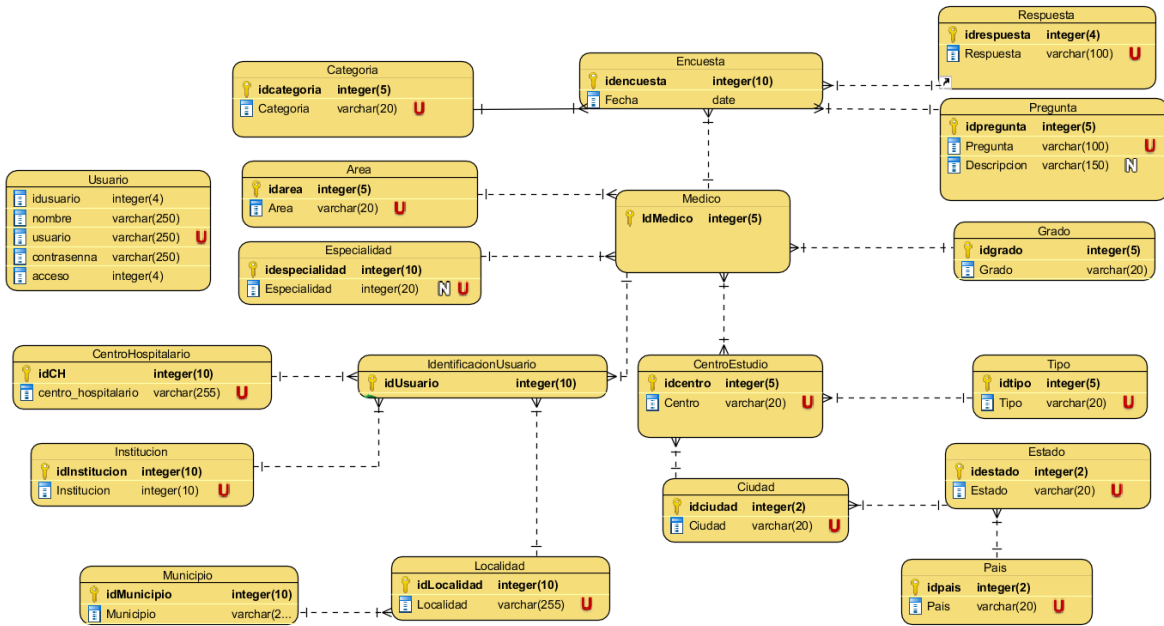 Respuesta
idrespuesta integer(4)
Respuesta varchar(100) U
Encuesta
idencuesta integer(10)
Fecha date
Categoria
idcategoria integer(5)
Categoria varchar(20) U
Pregunta
idpregunta integer(5)
Pregunta varchar(100) U
Descripcion varchar(150) N
Usuario
idusuario integer(4)
nombre varchar(250)
usuario varchar(250) U
contrasenna varchar(250)
acceso integer(4)
Area
idarea integer(5)
Area varchar(20) U
Medico
IdMedico integer(5)
Grado
idgrado integer(5)
Grado varchar(20)
Especialidad
idespecialidad integer(10)
Especialidad integer(20) N U
CentroHospitalario
idCH integer(10)
centro_hospitalario varchar(255) U
IdentificacionUsuario
idUsuario integer(10)
CentroEstudio
idcentro integer(5)
Centro varchar(20) U
Tipo
idtipo integer(5)
Tipo varchar(20) U
Institucion
idInstitucion integer(10)
Institucion integer(10) U
Estado
idestado integer(2)
Estado varchar(20) U
Ciudad
idciudad integer(2)
Ciudad varchar(20) U
Municipio
idMunicipio integer(10)
Municipio varchar(2...
Localidad
idLocalidad integer(10)
Localidad varchar(255) U
Pais
idpais integer(2)
Pais varchar(20) U